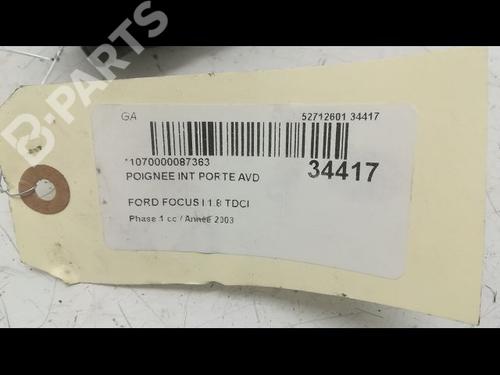 B-PARTS
GA 52712601 34417
*1070000087363
34417
POIGNEE INT PORTE AVD
FORD FOCUS I 1.8 TDCI
Phase 1 cc / Année 2003